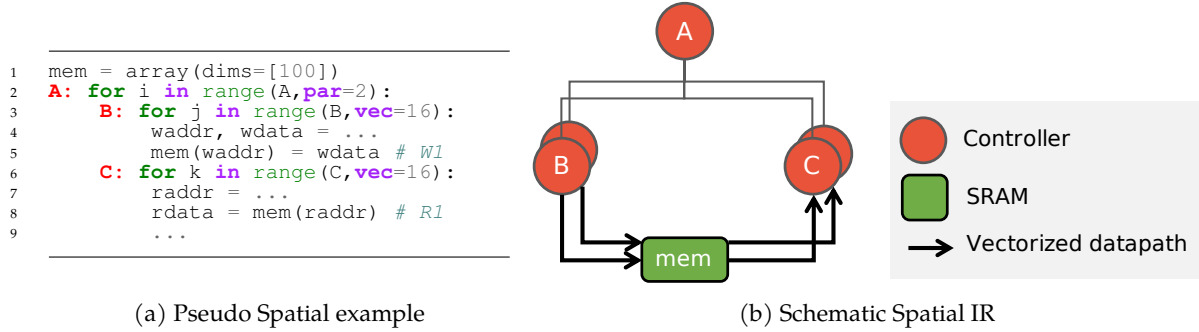 1 mem = array(dims=[100])
2 A: for i in range(A,par=2):
3     B: for j in range(B,vec=16):
4         waddr, wdata = ...
5         mem(waddr) = wdata # W1
6     C: for k in range(C,vec=16):
7         raddr = ...
8         rdata = mem(raddr) # R1
9         ...
(a) Pseudo Spatial example
A
B
C
mem
(b) Schematic Spatial IR
Controller
SRAM
Vectorized datapath